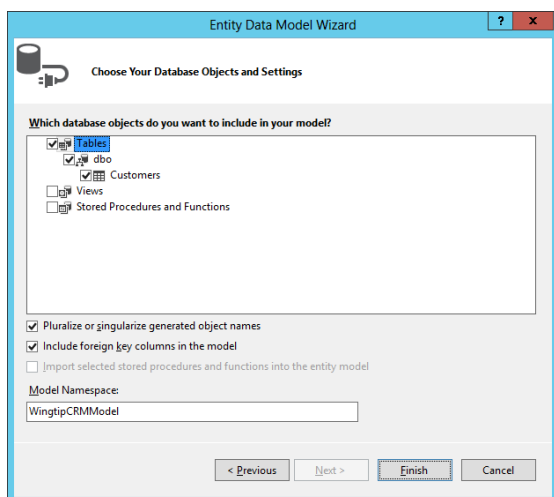 Entity Data Model Wizard
? x
Choose Your Database Objects and Settings
Which database objects do you want to include in your model?
Tables
dbo
Customers
Views
Stored Procedures and Functions
Pluralize or singularize generated object names
Include foreign key columns in the model
Import selected stored procedures and functions into the entity model
Model Namespace:
WingtipCRMModel
< Previous Next > Finish Cancel